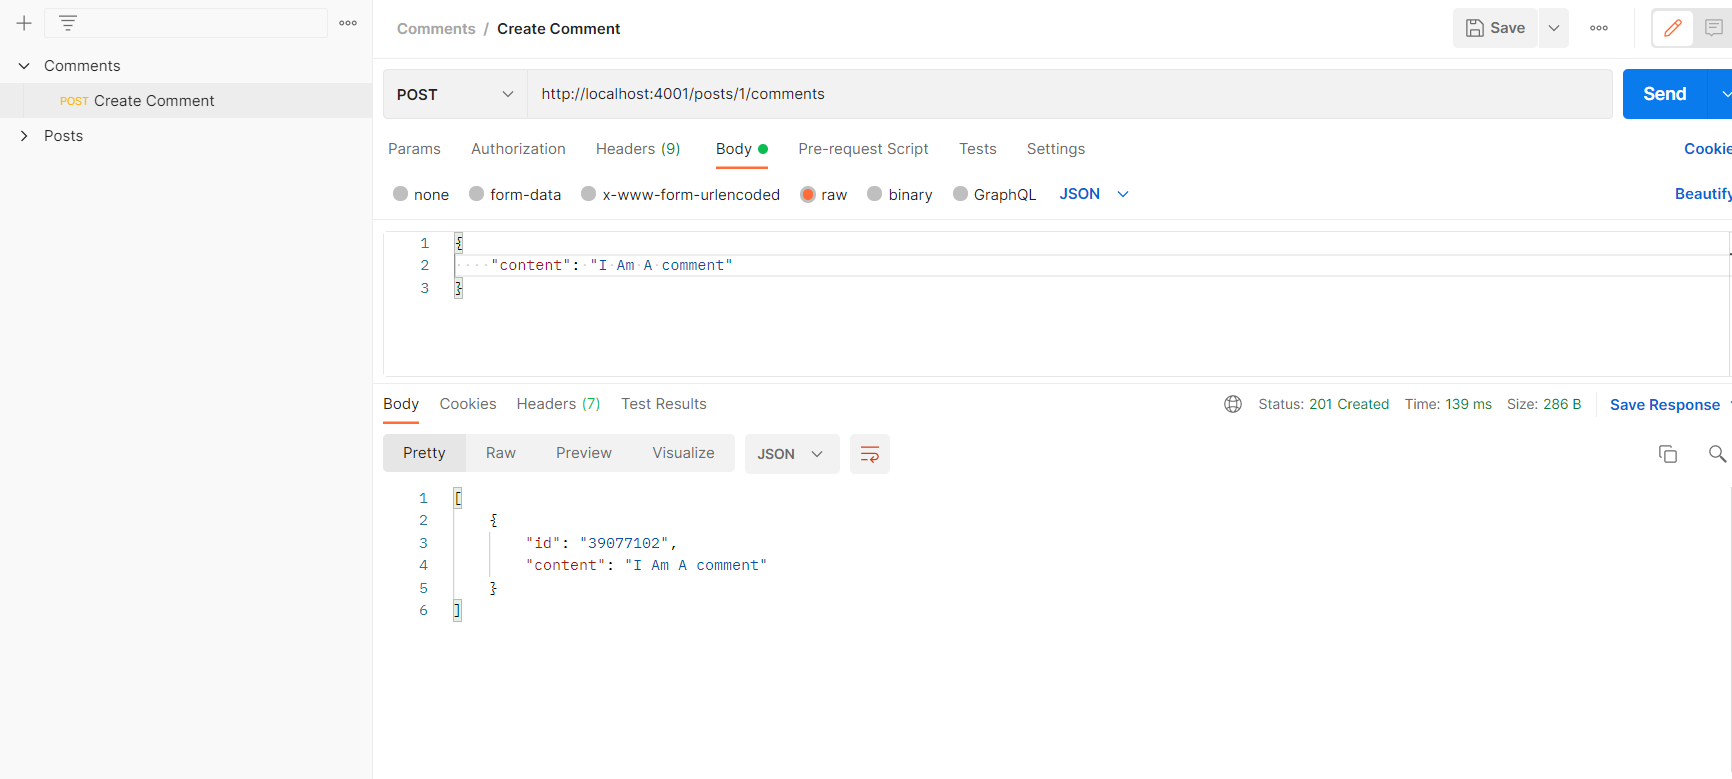 Comments / Create Comment
Save
Comments
POST Create Comment
Posts
POST
http://localhost:4001/posts/1/comments
Send
Params Authorization Headers (9) Body Pre-request Script Tests Settings
Cookie
none form-data x-www-form-urlencoded raw binary GraphQL JSON
Beautify
1 {
2 ····"content":·"I·Am·A·comment"
3 }
Body Cookies Headers (7) Test Results
Status: 201 Created Time: 139 ms Size: 286 B Save Response
Pretty Raw Preview Visualize JSON
1 [
2 {
3 "id": "39077102",
4 "content": "I Am A comment"
5 }
6 ]